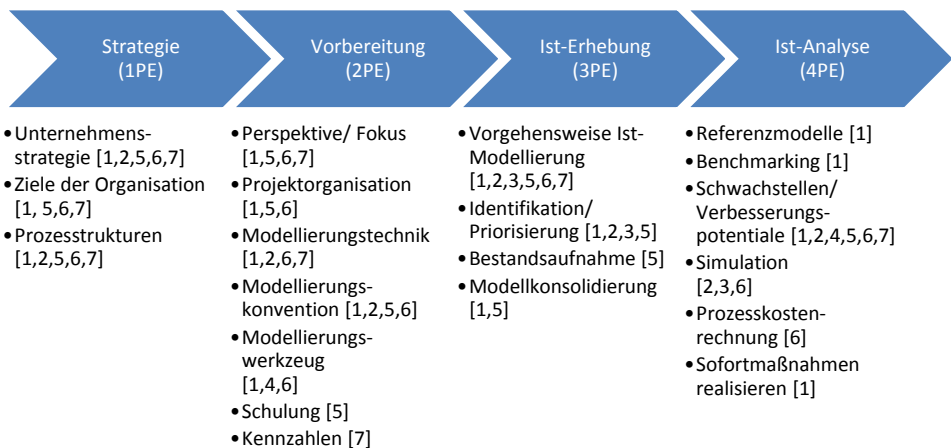 Strategie
(1PE)
Vorbereitung
(2PE)
Ist-Erhebung
(3PE)
Ist-Analyse
(4PE)
•Unternehmens-
strategie [1,2,5,6,7]
•Ziele der Organisation
[1, 5,6,7]
•Prozesstrukturen
[1,2,5,6,7]
•Perspektive/ Fokus
[1,5,6,7]
•Projektorganisation
[1,5,6]
•Modellierungstechnik
[1,2,6,7]
•Modellierungs-
konvention [1,2,5,6]
•Modellierungs-
werkzeug
[1,4,6]
•Schulung [5]
•Kennzahlen [7]
•Vorgehensweise Ist-
Modellierung
[1,2,3,5,6,7]
•Identifikation/
Priorisierung [1,2,3,5]
•Bestandsaufnahme [5]
•Modellkonsolidierung
[1,5]
•Referenzmodelle [1]
•Benchmarking [1]
•Schwachstellen/
Verbesserungs-
potentiale [1,2,4,5,6,7]
•Simulation
[2,3,6]
•Prozesskosten-
rechnung [6]
•Sofortmaßnahmen
realisieren [1]